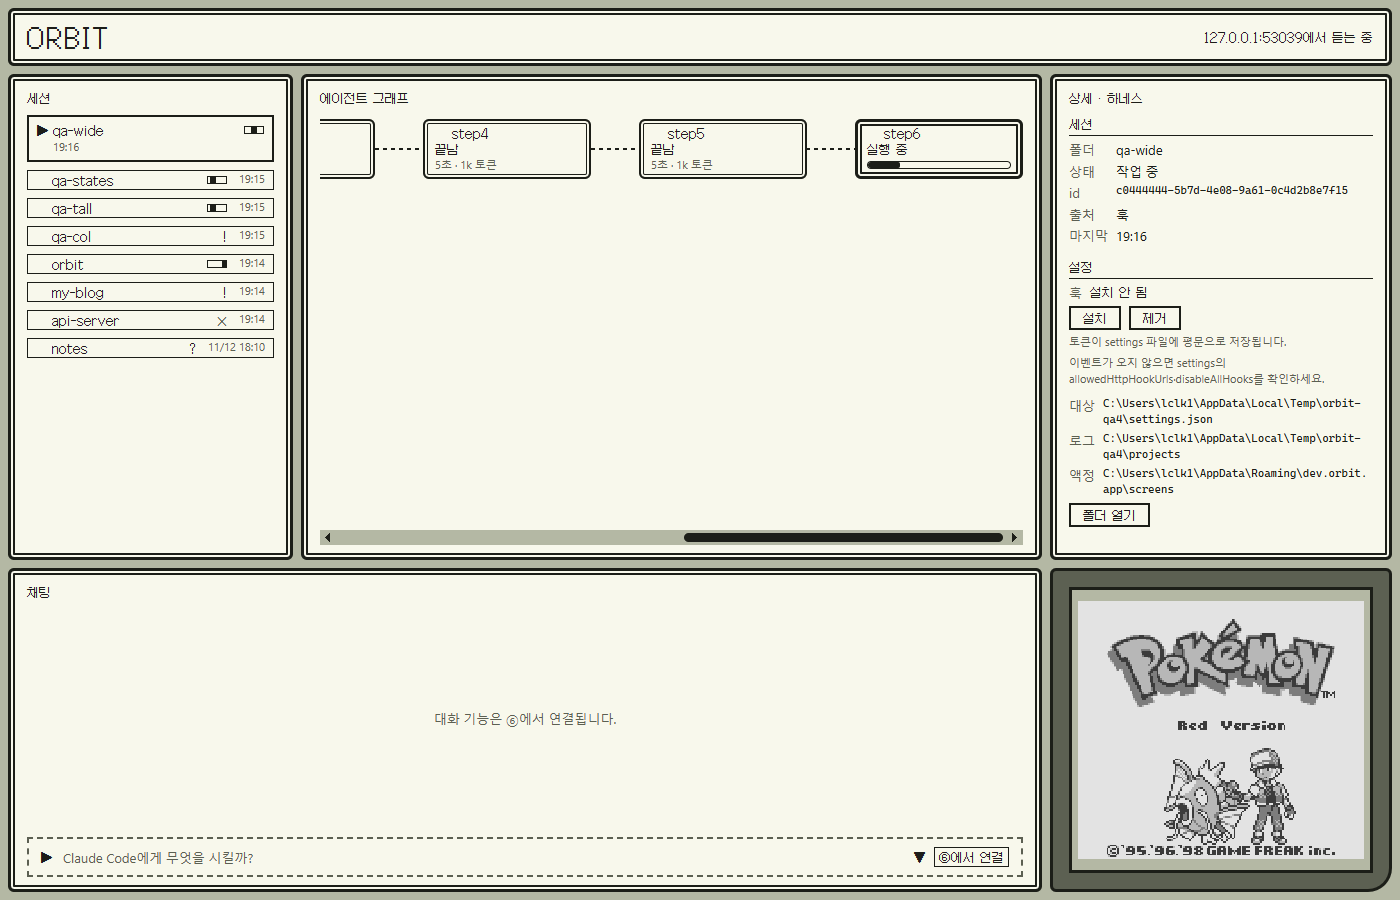 ORBIT
127.0.0.1:53039에서 듣는 중
세션
qa-wide
19:16
qa-states 19:15
qa-tall 19:15
qa-col ! 19:15
orbit 19:14
my-blog ! 19:14
api-server × 19:14
notes ? 11/12 18:10
에이전트 그래프
step4
끝남
5초 · 1k 토큰
step5
끝남
5초 · 1k 토큰
step6
실행 중
상세 · 하네스
세션
폴더 qa-wide
상태 작업 중
id c0444444-5b7d-4e08-9a61-0c4d2b8e7f15
출처 훅
마지막 19:16
설정
훅 설치 안 됨
설치 제거
토큰이 settings 파일에 평문으로 저장됩니다.
이벤트가 오지 않으면 settings의
allowedHttpHookUrls·disableAllHooks를 확인하세요.
대상 C:\Users\lclk1\AppData\Local\Temp\orbit-
qa4\settings.json
로그 C:\Users\lclk1\AppData\Local\Temp\orbit-
qa4\projects
액정 C:\Users\lclk1\AppData\Roaming\dev.orbit.
app\screens
폴더 열기
채팅
대화 기능은 ⑥에서 연결됩니다.
Claude Code에게 무엇을 시킬까?
⑥에서 연결
POKéMON
TM
Red Version
©'95.'96.'98 GAME FREAK inc.